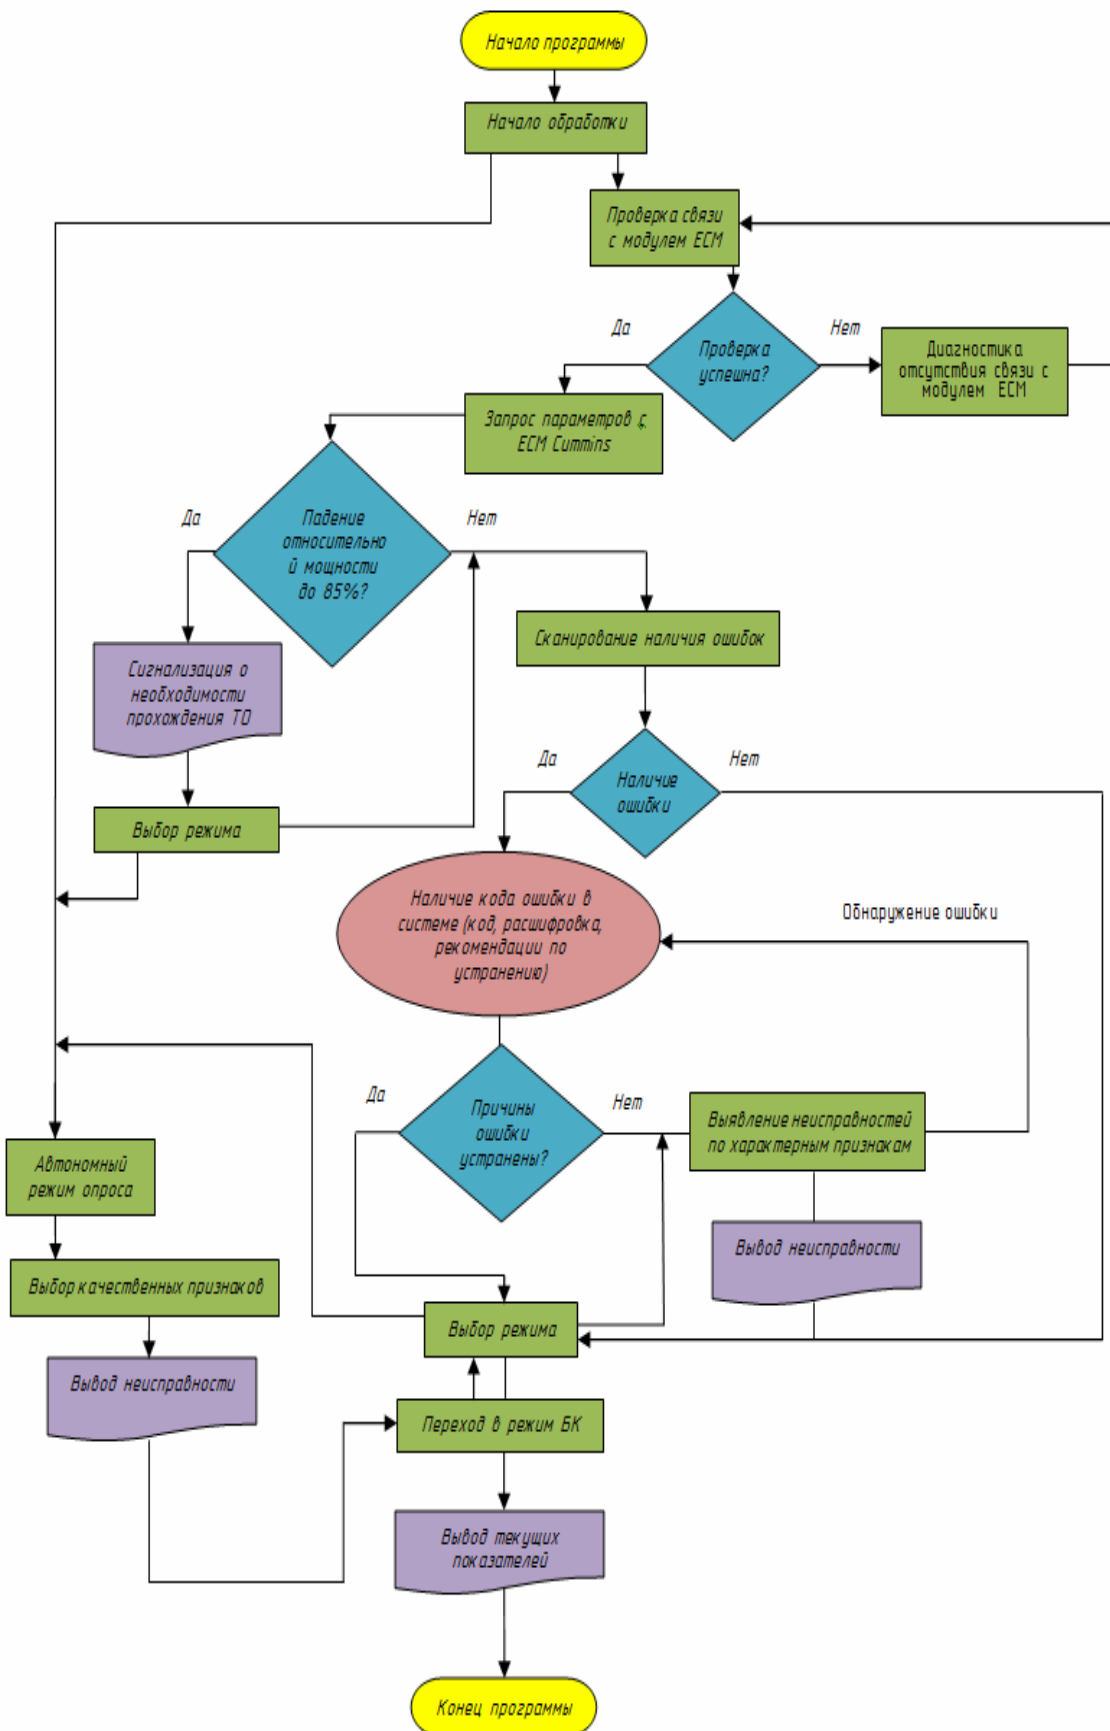 Начало программы
Начало обработки
Проверка связи
с модулем ECM
Да
Нет
Проверка
успешна?
Диагностика
отсутствия связи с
модулем ECM
Запрос параметров с
ECM Cummins
Да
Нет
Падение
относительно
й мощности
до 85%?
Сканирование наличия ошибок
Сигнализация о
необходимости
прохождения ТО
Да
Нет
Наличие
ошибки
Выбор режима
Наличие кода ошибки в
системе (код, расшифровка,
рекомендации по
устранению)
Обнаружение ошибки
Да
Нет
Причины
ошибки
устранены?
Выявление неисправностей
по характерным признакам
Автономный
режим опроса
Вывод неисправности
Выбор качественных признаков
Выбор режима
Вывод неисправности
Переход в режим БК
Вывод текущих
показателей
Конец программы